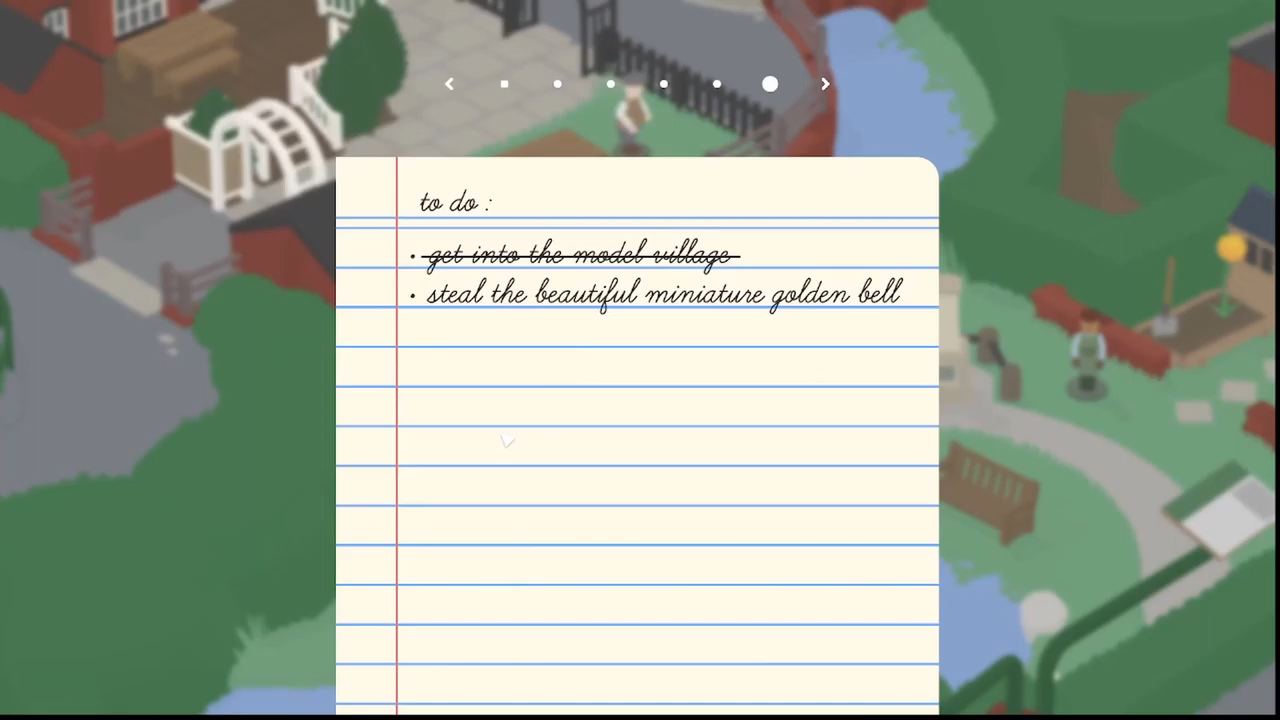 to do :
• get into the model village
• steal the beautiful miniature golden bell